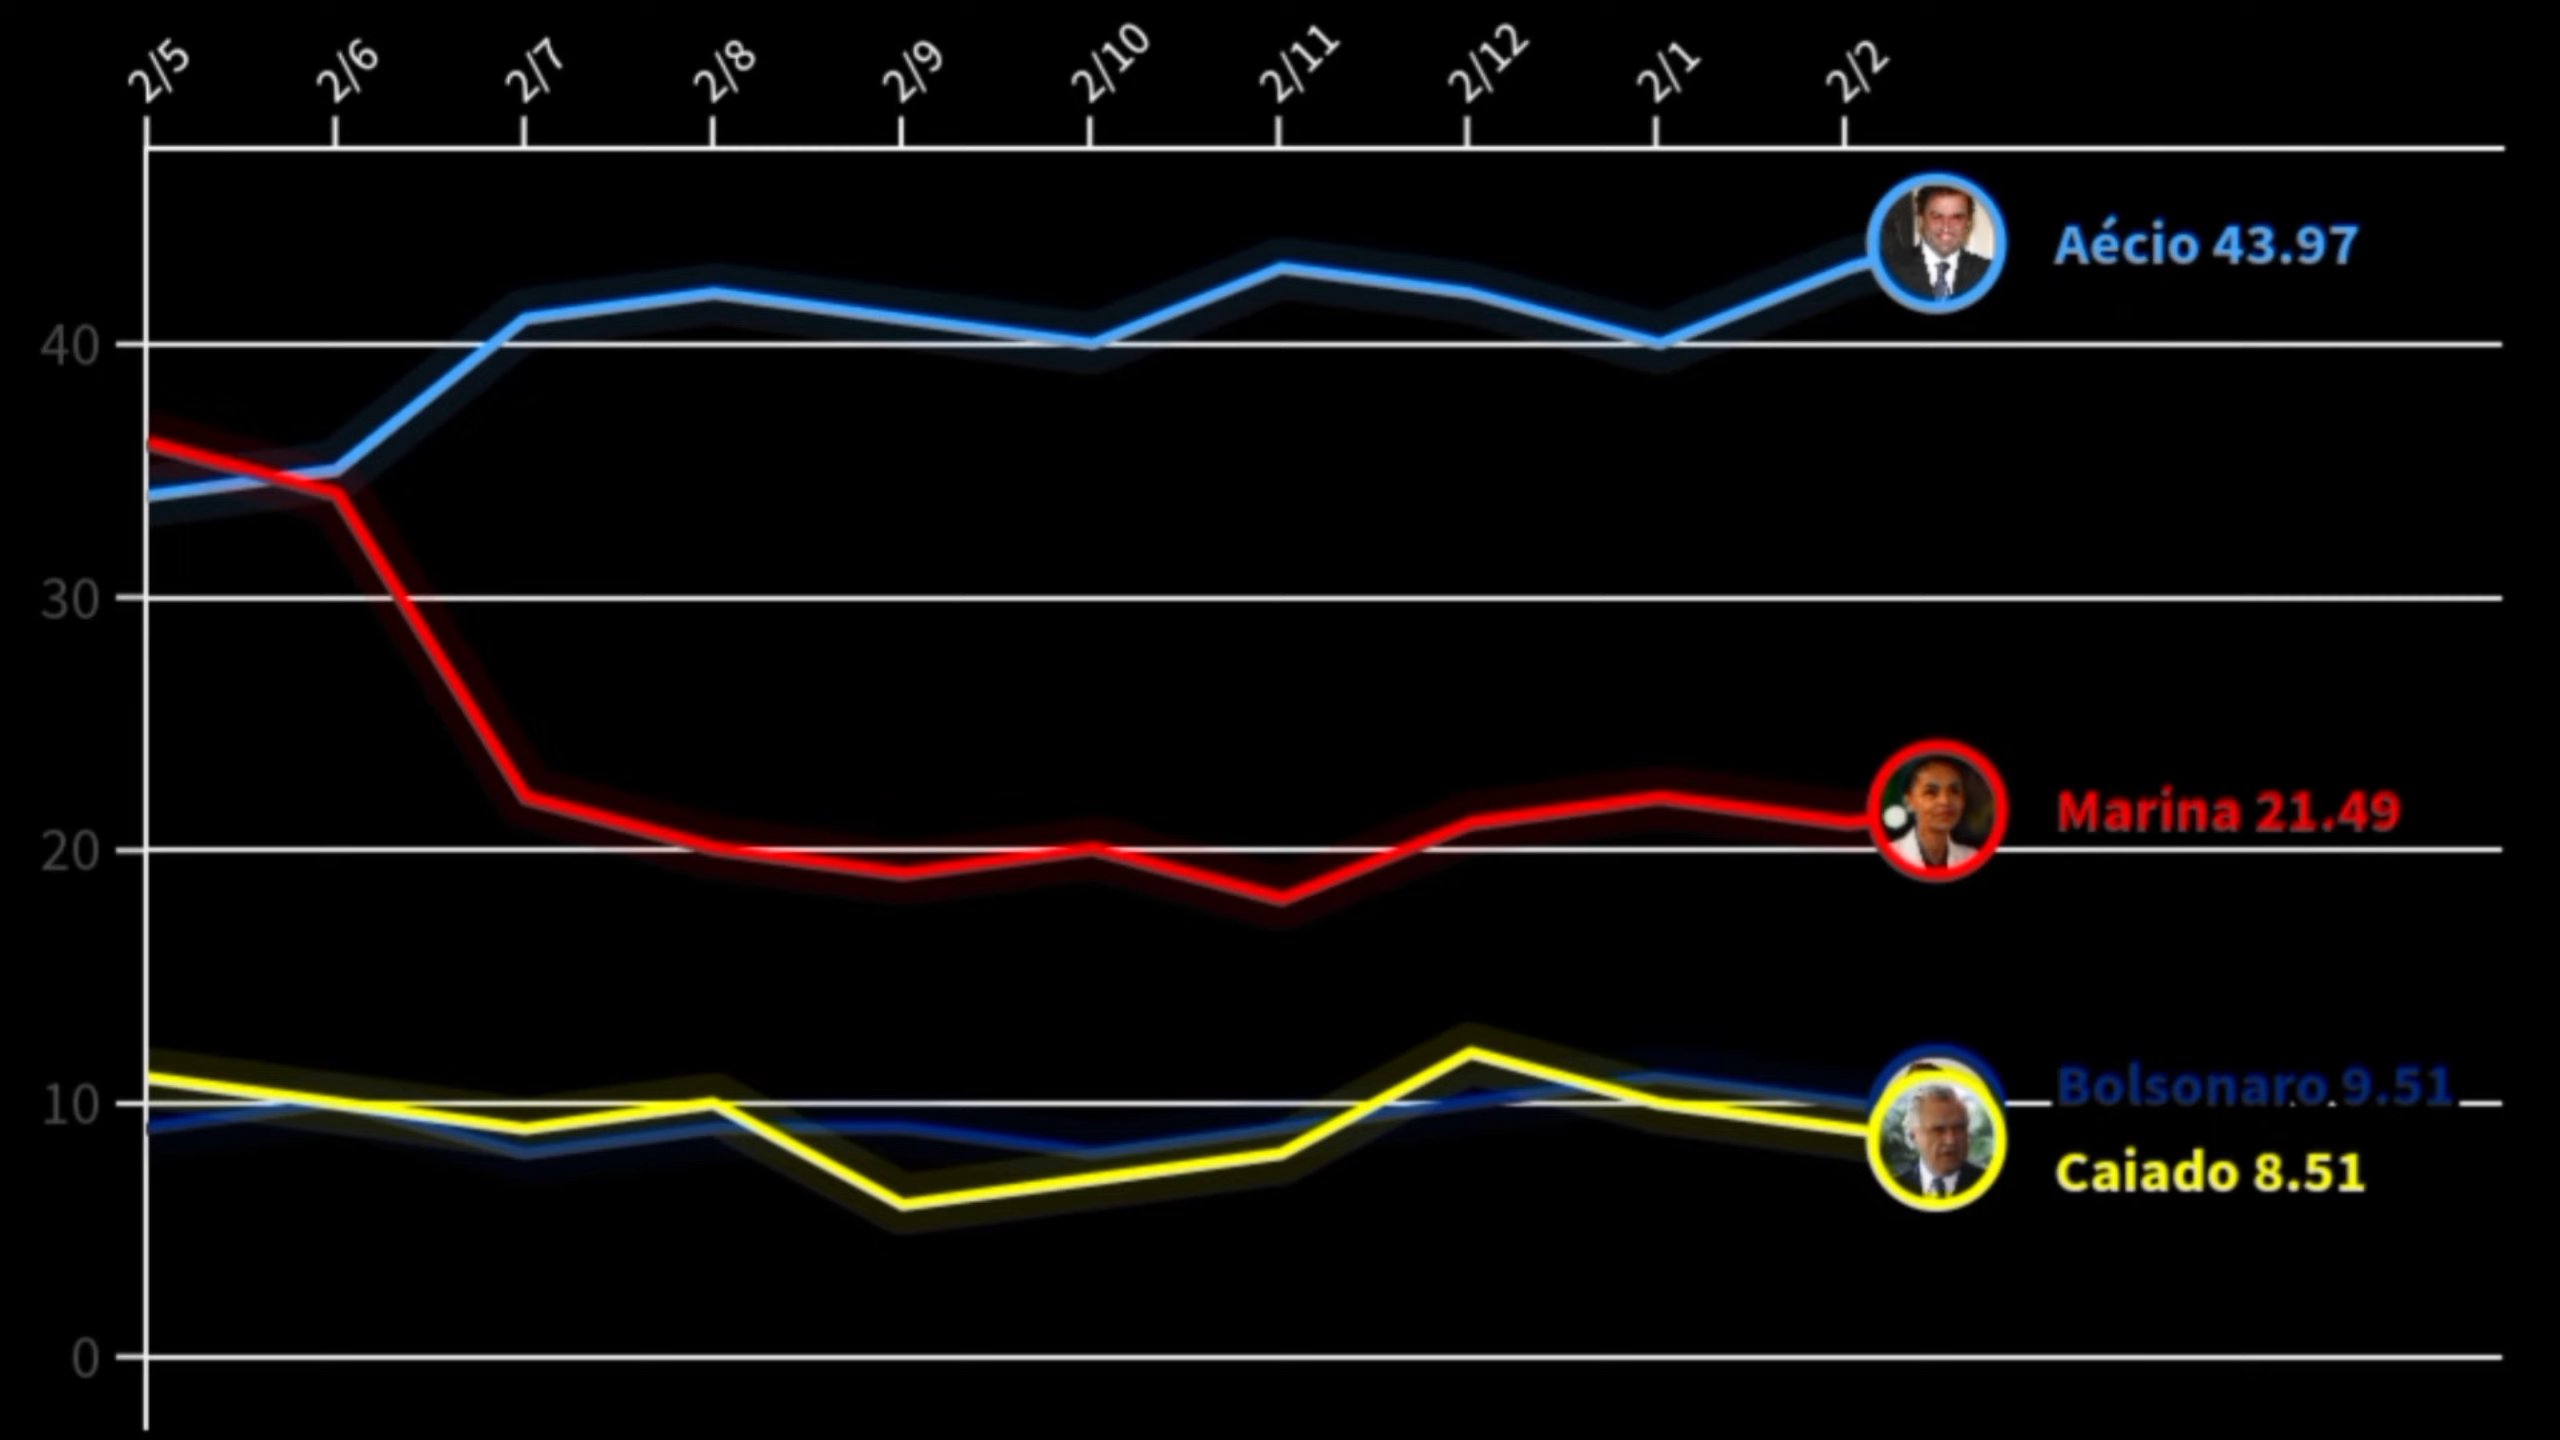 2/5 2/6 2/7 2/8 2/9 2/10 2/11 2/12 2/1 2/2
Aécio 43.97
40
30
Marina 21.49
20
Bolsonaro 9.51
10
Caiado 8.51
0